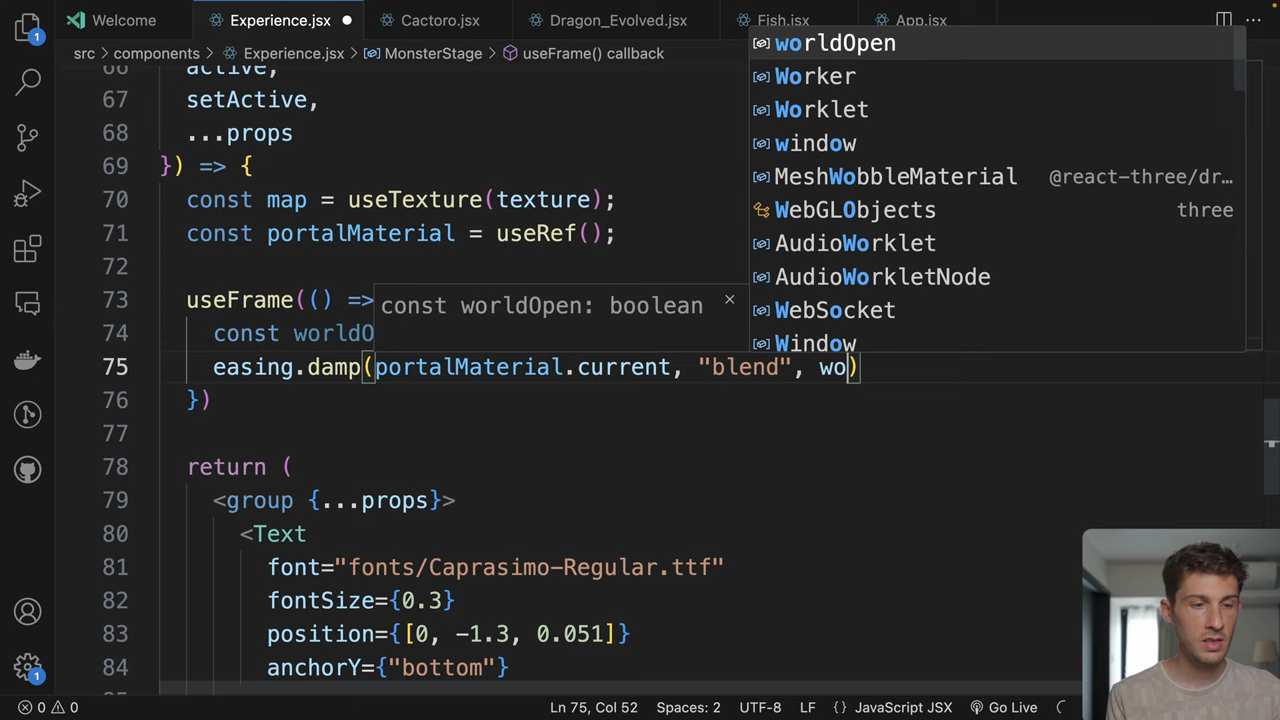 Welcome
Experience.jsx
Cactoro.jsx
Dragon_Evolved.jsx
Fish.jsx
App.jsx
src > components > Experience.jsx > MonsterStage > useFrame() callback
worldOpen
Worker
Worklet
window
MeshWobbleMaterial @react-three/dr…
WebGLObjects three
AudioWorklet
AudioWorkletNode
WebSocket
Window
const worldOpen: boolean
66 active,
67 setActive,
68 ...props
69 }) => {
70 const map = useTexture(texture);
71 const portalMaterial = useRef();
72
73 useFrame(() =>
74 const worldO
75 easing.damp(portalMaterial.current, "blend", wo)
76 })
77
78 return (
79 <group {...props}>
80 <Text
81 font="fonts/Caprasimo-Regular.ttf"
82 fontSize={0.3}
83 position={[0, -1.3, 0.051]}
84 anchorY={"bottom"}
1
1
0 0 Ln 75, Col 52 Spaces: 2 UTF-8 LF {} JavaScript JSX Go Live